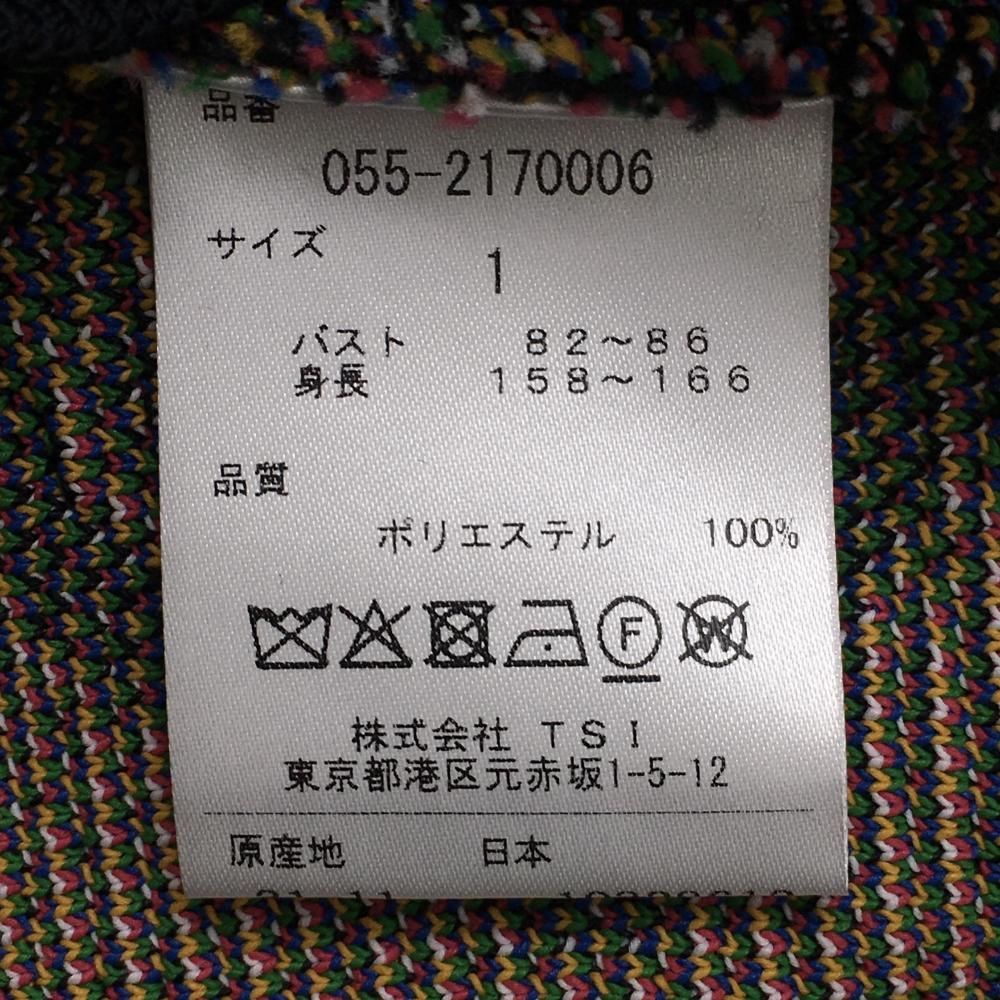 品番
055-2170006
サイズ
1
バスト 82～86
身長 158～166
品質
ポリエステル 100%
F W
株式会社 TSI
東京都港区元赤坂1-5-12
原産地 日本